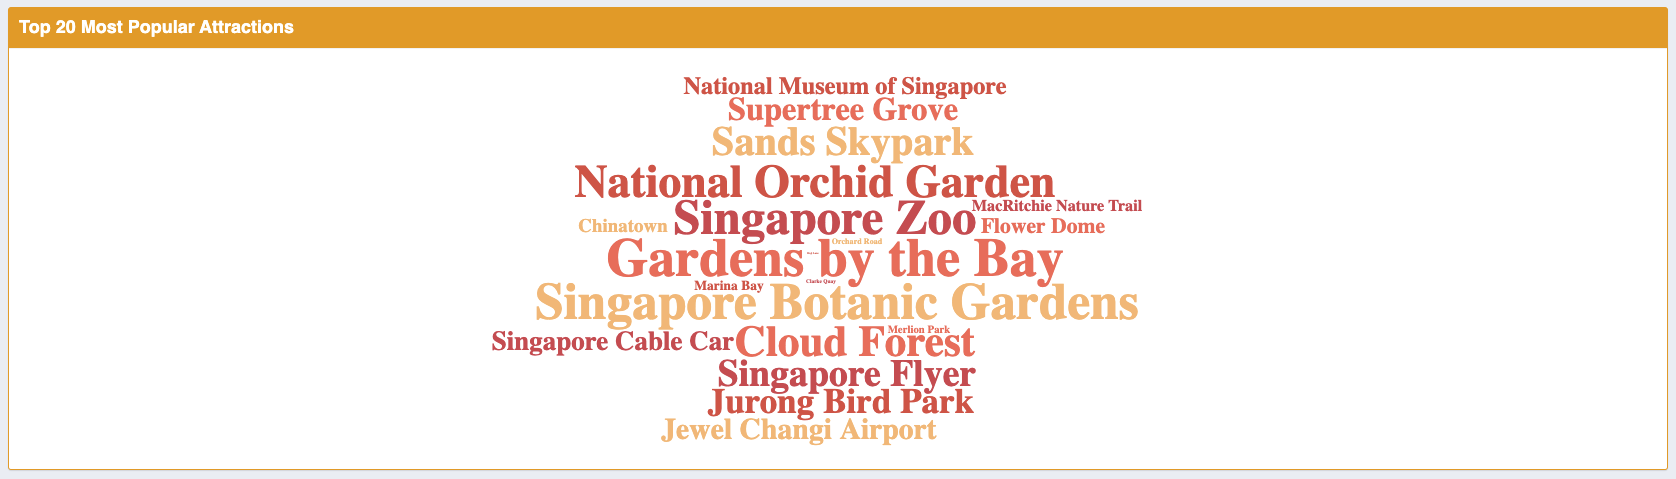 Top 20 Most Popular Attractions
National Museum of Singapore
Supertree Grove
Sands Skypark
National Orchid Garden
MacRitchie Nature Trail
Chinatown
Singapore Zoo
Flower Dome
Orchard Road
Gardens by the Bay
Clarke Quay
Marina Bay
Singapore Botanic Gardens
Merlion Park
Singapore Cable Car
Cloud Forest
Singapore Flyer
Jurong Bird Park
Jewel Changi Airport